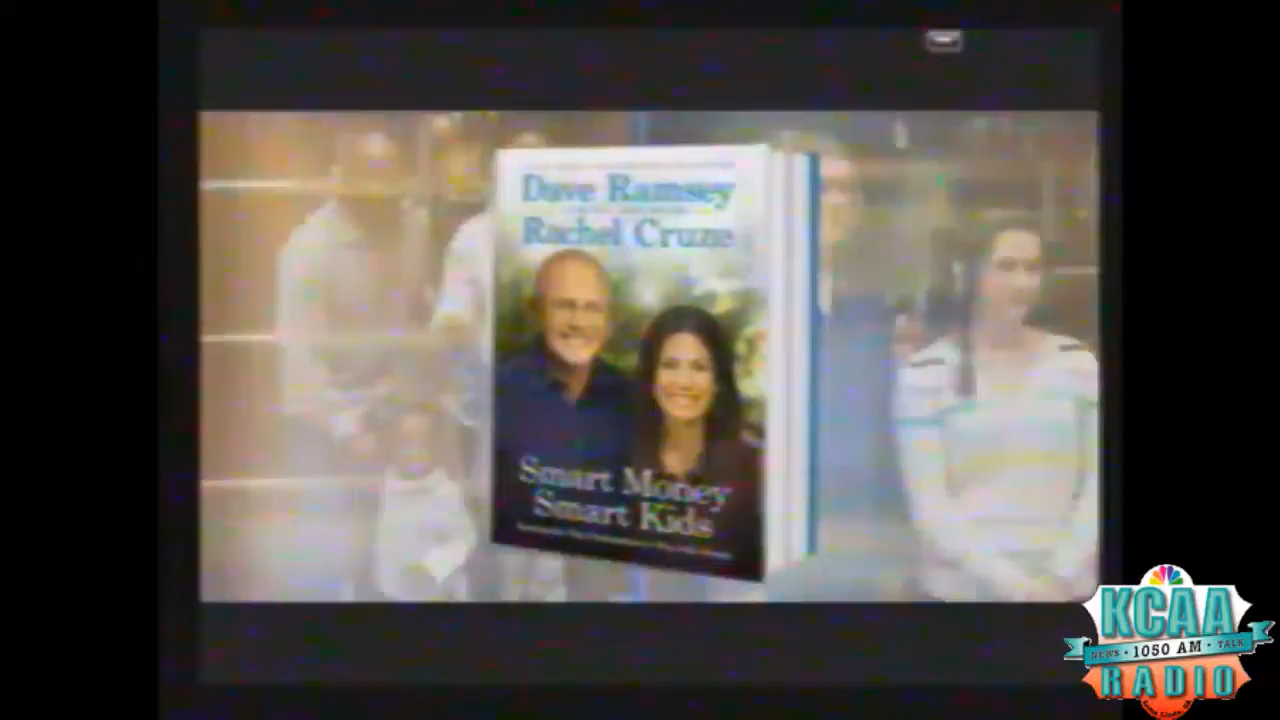 Dave Ramsey
Rachel Cruze
Smart Money
Smart Kids
KCAA
NEWS • 1050 AM • TALK
RADIO